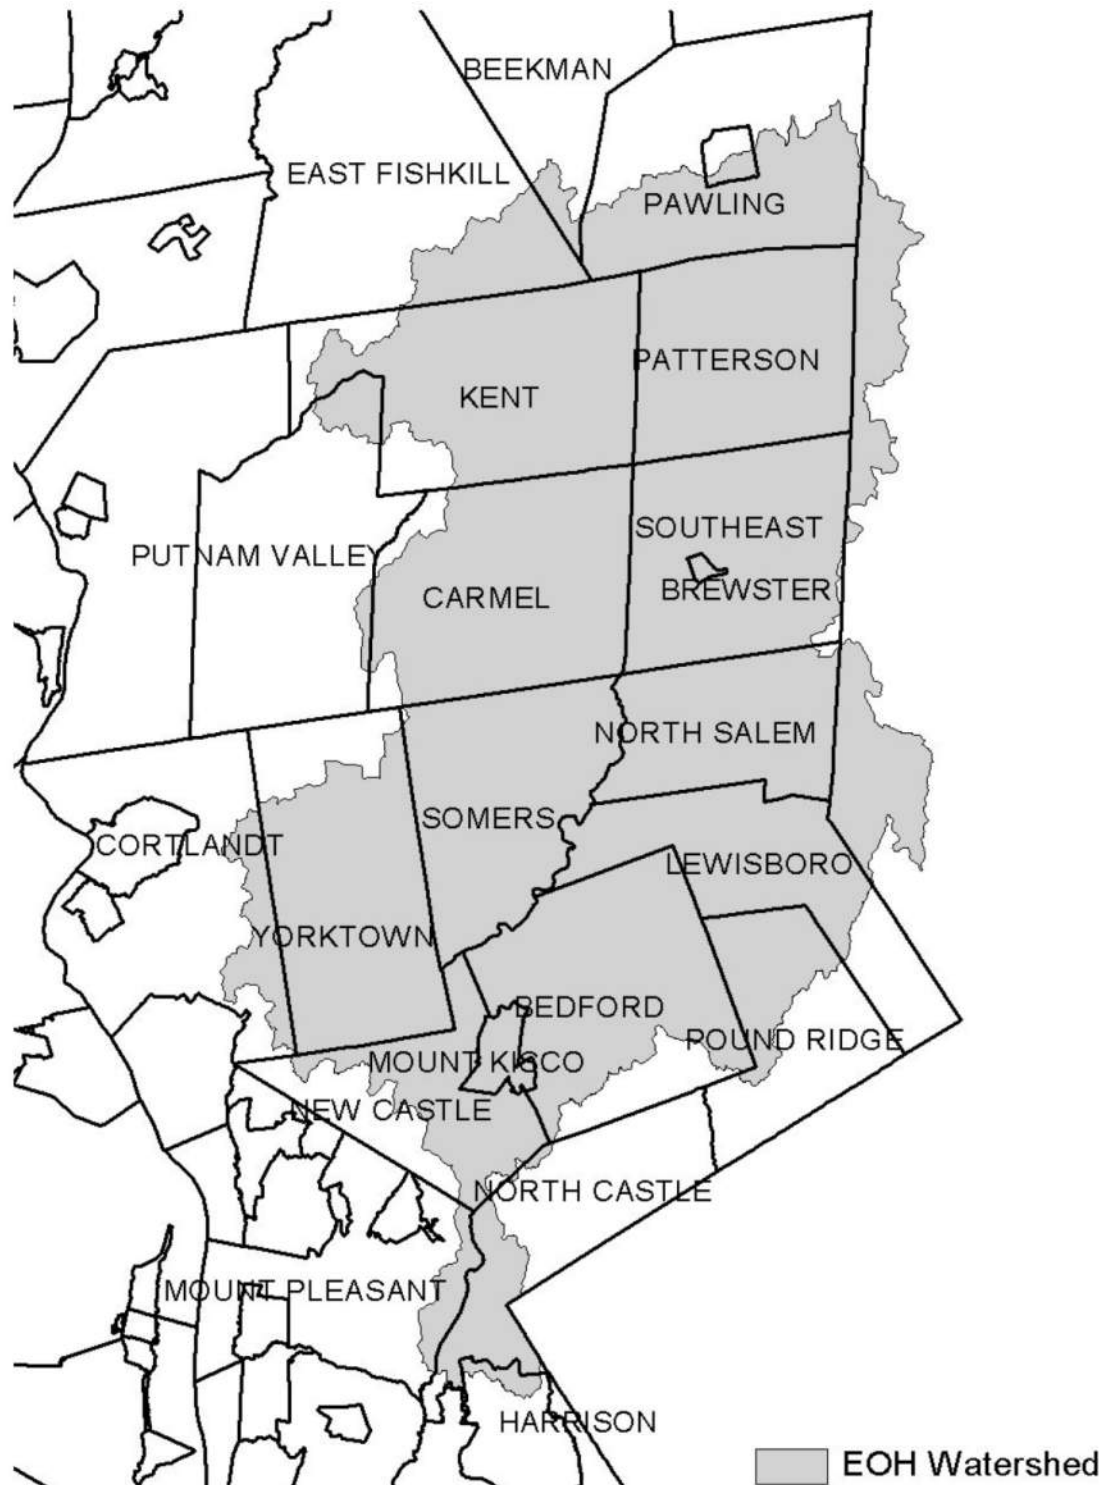 BEEKMAN
EAST FISHKILL
PAWLING
PATTERSON
KENT
SOUTHEAST
PUTNAM VALLEY
BREWSTER
CARMEL
NORTH SALEM
SOMERS
CORTLANDT
LEWISBORO
YORKTOWN
BEDFORD
POUND RIDGE
MOUNT KISCO
NEW CASTLE
NORTH CASTLE
MOUNT PLEASANT
HARRISON
EOH Watershed